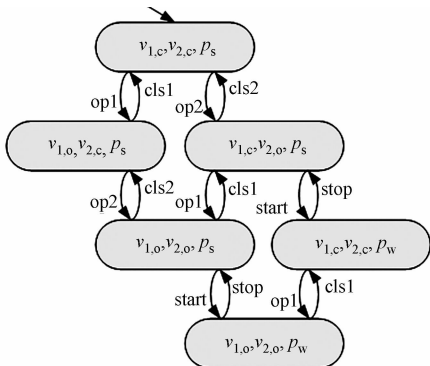 v1,c,v2,c, ps
op1 cls1 op2 cls2
v1,o,v2,c, ps v1,c,v2,o, ps
op2 cls2 op1 cls1 start stop
v1,o,v2,o, ps v1,c,v2,c, pw
start stop op1 cls1
v1,o,v2,o, pw